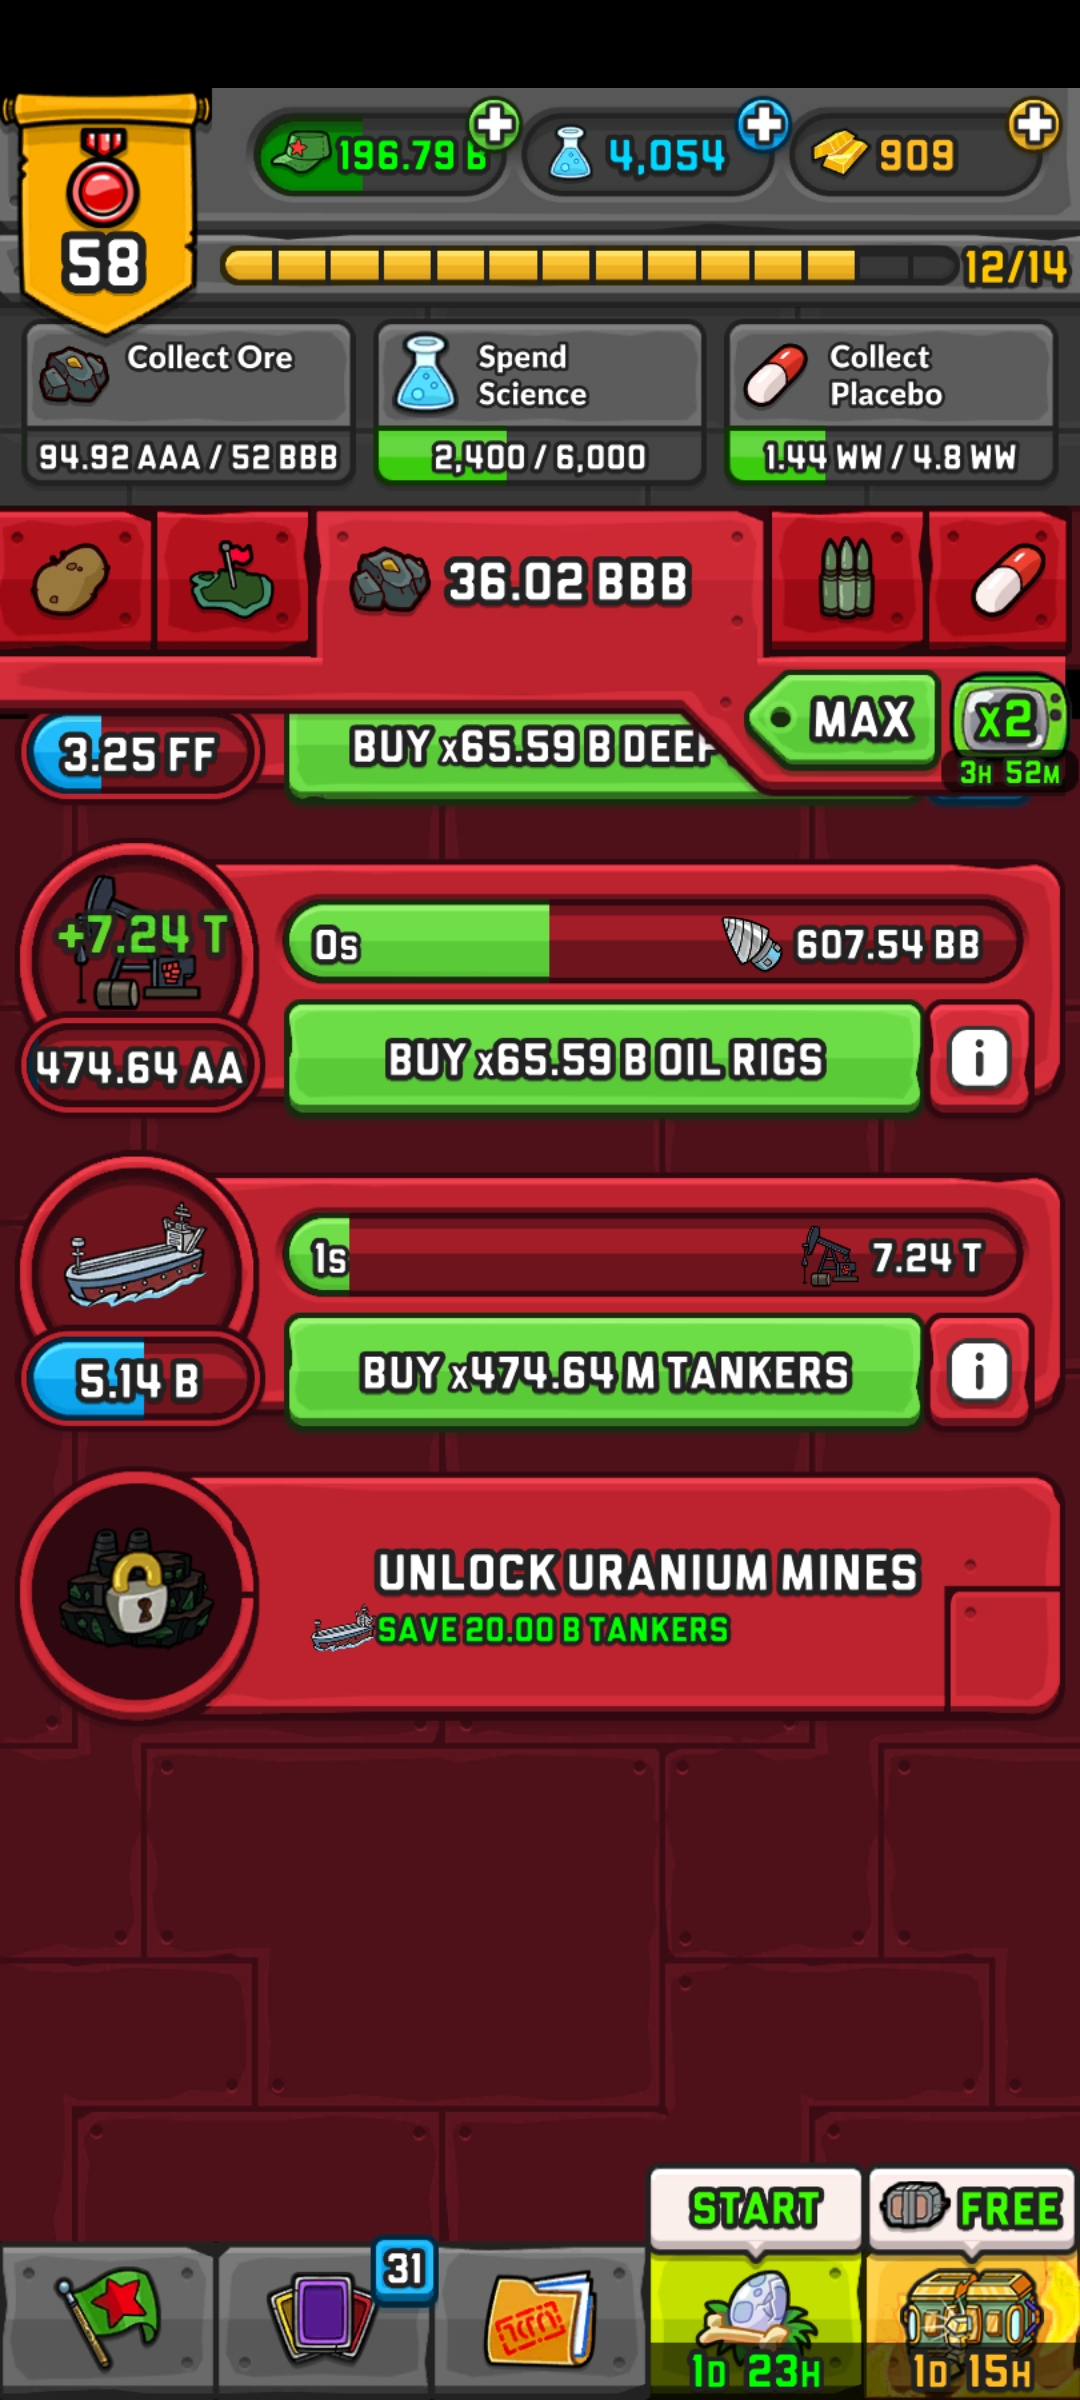 58
196.79 B
4,054
909
12/14
Collect Ore
94.92 AAA / 52 BBB
Spend
Science
2,400 / 6,000
Collect
Placebo
1.44 WW / 4.8 WW
36.02 BBB
MAX
x2
3H 52M
3.25 FF
BUY x65.59 B DEEP
+7.24 T
0s
607.54 BB
474.64 AA
BUY x65.59 B OIL RIGS
i
1s
7.24 T
5.14 B
BUY x474.64 M TANKERS
i
UNLOCK URANIUM MINES
SAVE 20.00 B TANKERS
START
FREE
31
1D 23H
1D 15H